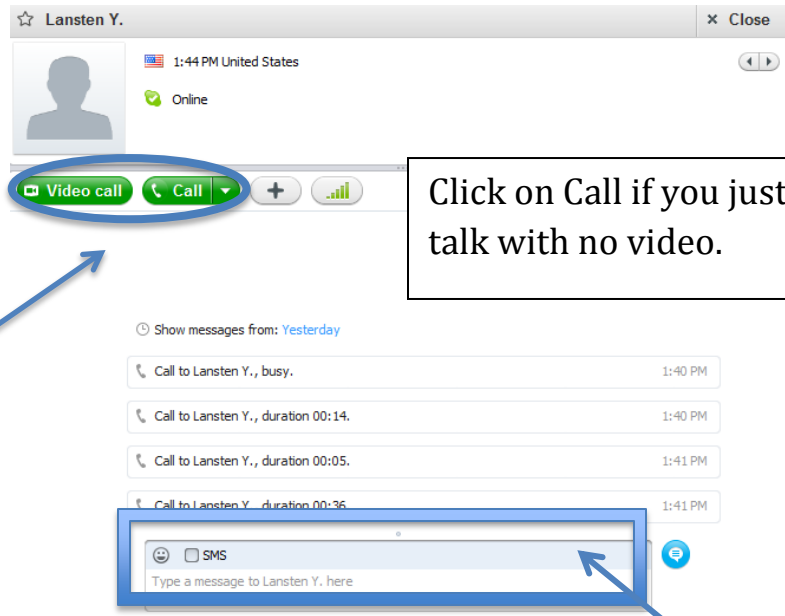 Lansten Y.
× Close
1:44 PM United States
Online
Video call
Call
Click on Call if you just
talk with no video.
Show messages from: Yesterday
Call to Lansten Y., busy.
1:40 PM
Call to Lansten Y., duration 00:14.
1:40 PM
Call to Lansten Y., duration 00:05.
1:41 PM
Call to Lansten Y., duration 00:36.
1:41 PM
SMS
Type a message to Lansten Y. here